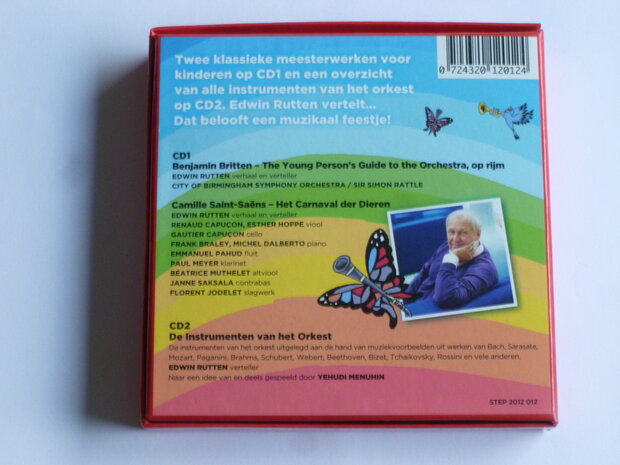 Twee klassieke meesterwerken voor
kinderen op CD1 en een overzicht
van alle instrumenten van het orkest
op CD2. Edwin Rutten vertelt...
Dat belooft een muzikaal feestje!
0 724320 120124
CD1
Benjamin Britten – The Young Person's Guide to the Orchestra, op rijm
EDWIN RUTTEN verhaal en verteller
CITY OF BIRMINGHAM SYMPHONY ORCHESTRA / SIR SIMON RATTLE
Camille Saint-Saëns – Het Carnaval der Dieren
EDWIN RUTTEN verhaal en verteller
RENAUD CAPUÇON, ESTHER HOPPE viool
GAUTIER CAPUÇON cello
FRANK BRALEY, MICHEL DALBERTO piano
EMMANUEL PAHUD fluit
PAUL MEYER klarinet
BÉATRICE MUTHELET altviool
JANNE SAKSALA contrabas
FLORENT JODELET slagwerk
CD2
De Instrumenten van het Orkest
De instrumenten van het orkest uitgelegd aan de hand van muziekvoorbeelden uit werken van Bach, Sarasate,
Mozart, Paganini, Brahms, Schubert, Webert, Beethoven, Bizet, Tchaikovsky, Rossini en vele anderen.
EDWIN RUTTEN verteller
Naar een idee van en deels gespeeld door YEHUDI MENUHIN
STEP 2012 012